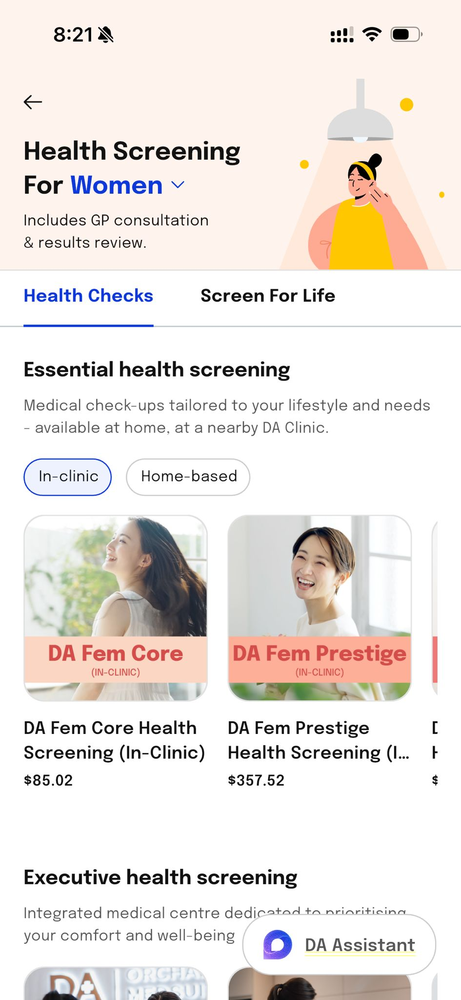 8:21
Health Screening
For Women
Includes GP consultation
& results review.
Health Checks
Screen For Life
Essential health screening
Medical check-ups tailored to your lifestyle and needs
- available at home, at a nearby DA Clinic.
In-clinic
Home-based
DA Fem Core
(IN-CLINIC)
DA Fem Prestige
(IN-CLINIC)
DA Fem Core Health
Screening (In-Clinic)
$85.02
DA Fem Prestige
Health Screening (I...
$357.52
$
Executive health screening
Integrated medical centre dedicated to prioritising
your comfort and well-being
DA Assistant
DA